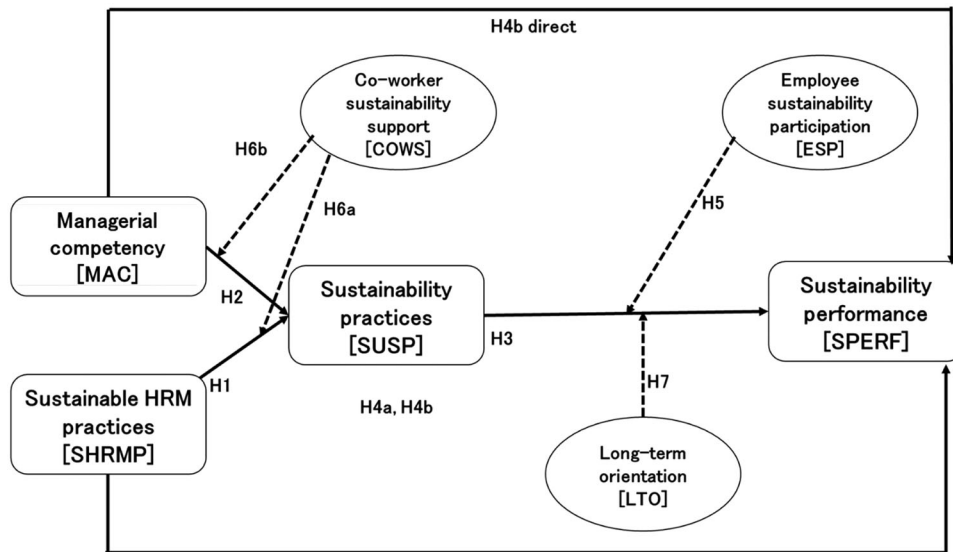 H4b direct
Co-worker
sustainability
support
[COWS]
Employee
sustainability
participation
[ESP]
H6b
H6a
H5
Managerial
competency
[MAC]
H2
Sustainability
practices
[SUSP]
H3
Sustainability
performance
[SPERF]
H1
H7
Sustainable HRM
practices
[SHRMP]
H4a, H4b
Long-term
orientation
[LTO]